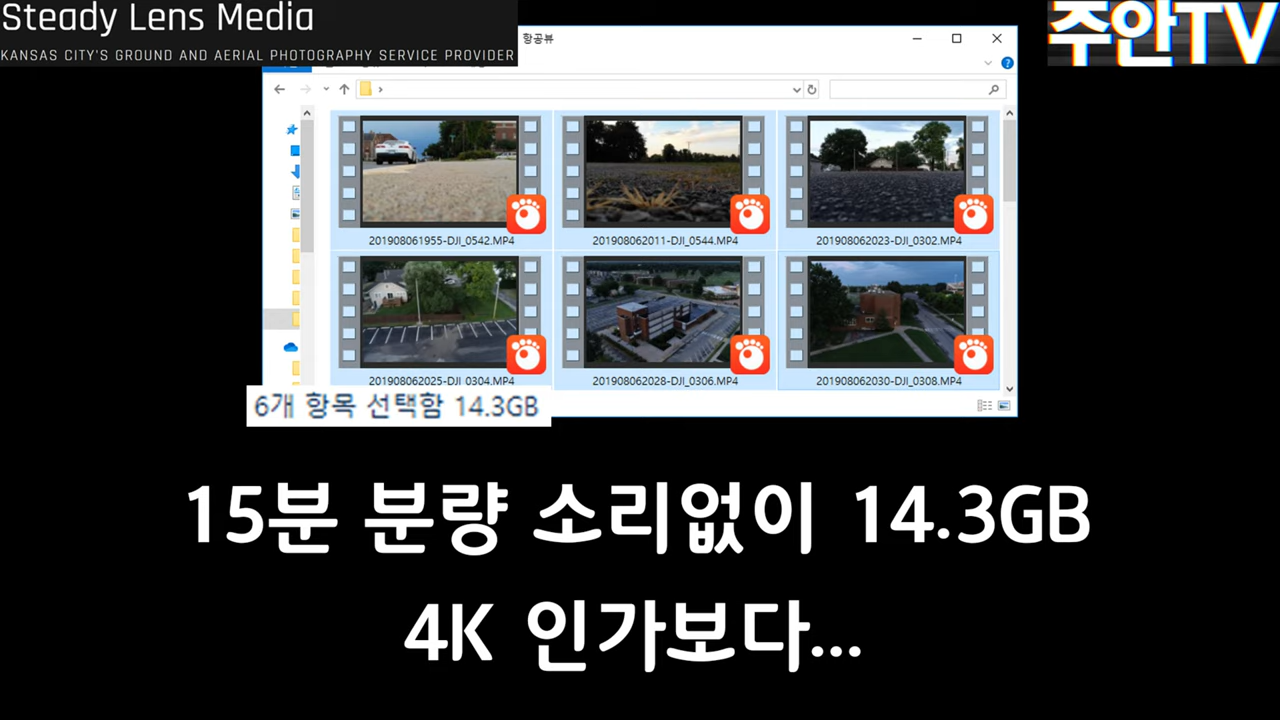 Steady Lens Media
KANSAS CITY'S GROUND AND AERIAL PHOTOGRAPHY SERVICE PROVIDER
주안TV
항공뷰
201908061955-DJI_0542.MP4
201908062011-DJI_0544.MP4
201908062023-DJI_0302.MP4
201908062025-DJI_0304.MP4
201908062028-DJI_0306.MP4
201908062030-DJI_0308.MP4
6개 항목 선택함 14.3GB
15분 분량 소리없이 14.3GB
4K 인가보다...